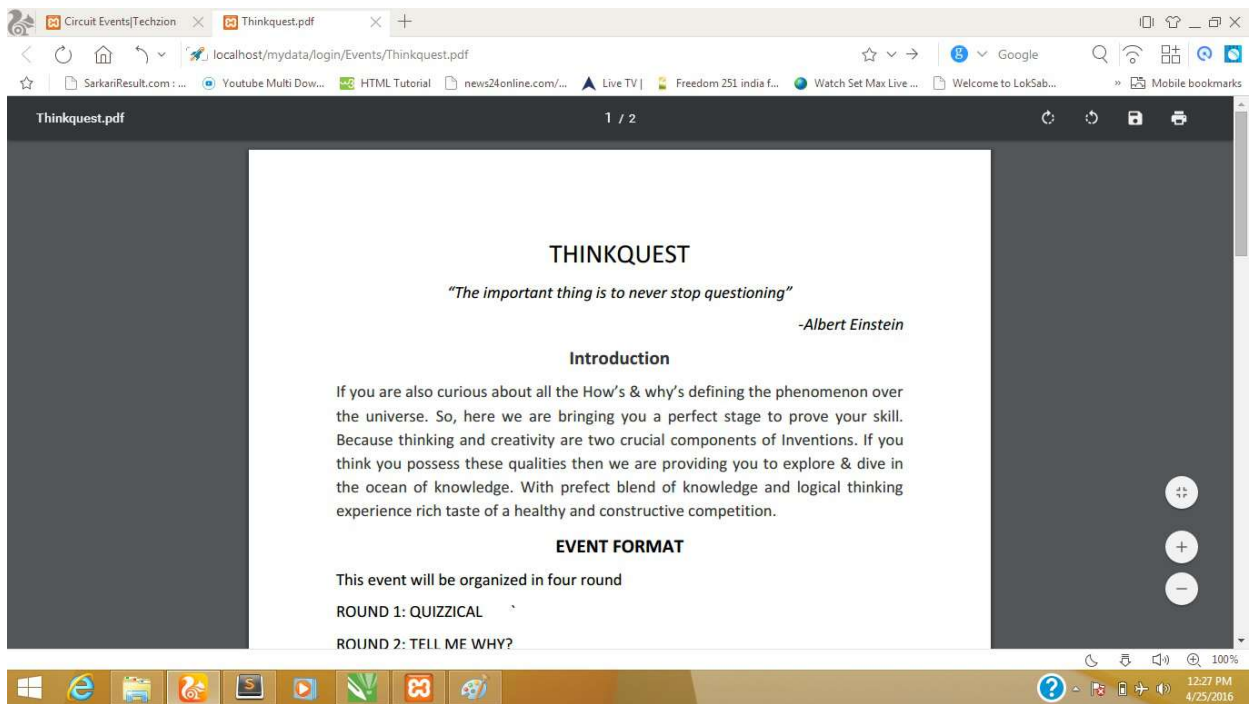 Circuit Events|Techzion
Thinkquest.pdf
localhost/mydata/login/Events/Thinkquest.pdf
Google
SarkariResult.com : ...
Youtube Multi Dow...
HTML Tutorial
news24online.com/...
Live TV |
Freedom 251 india f...
Watch Set Max Live ...
Welcome to LokSab...
»
Mobile bookmarks
Thinkquest.pdf
1 / 2
THINKQUEST
“The important thing is to never stop questioning”
-Albert Einstein
Introduction
If you are also curious about all the How’s & why’s defining the phenomenon over
the universe. So, here we are bringing you a perfect stage to prove your skill.
Because thinking and creativity are two crucial components of Inventions. If you
think you possess these qualities then we are providing you to explore & dive in
the ocean of knowledge. With prefect blend of knowledge and logical thinking
experience rich taste of a healthy and constructive competition.
EVENT FORMAT
This event will be organized in four round
ROUND 1: QUIZZICAL `
ROUND 2: TELL ME WHY?
100%
12:27 PM
4/25/2016